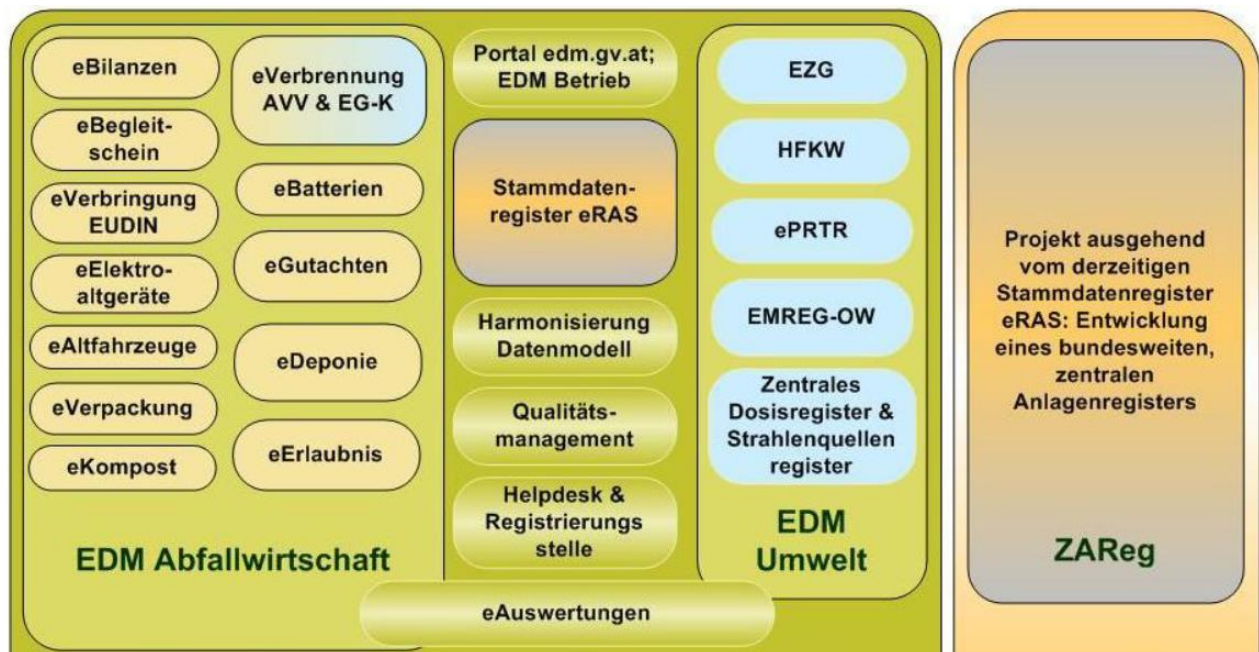 eBilanzen
eBegleit-
schein
eVerbringung
EUDIN
eElektro-
altgeräte
eAltfahrzeuge
eVerpackung
eKompost
eVerbrennung
AVV & EG-K
eBatterien
eGutachten
eDeponie
eErlaubnis
EDM Abfallwirtschaft
Portal edm.gv.at;
EDM Betrieb
Stammdaten-
register eRAS
Harmonisierung
Datenmodell
Qualitäts-
management
Helpdesk &
Registrierungs
stelle
eAuswertungen
EZG
HFKW
ePRTR
EMREG-OW
Zentrales
Dosisregister &
Strahlenquellen
register
EDM
Umwelt
Projekt ausgehend
vom derzeitigen
Stammdatenregister
eRAS: Entwicklung
eines bundesweiten,
zentralen
Anlagenregisters
ZAReg